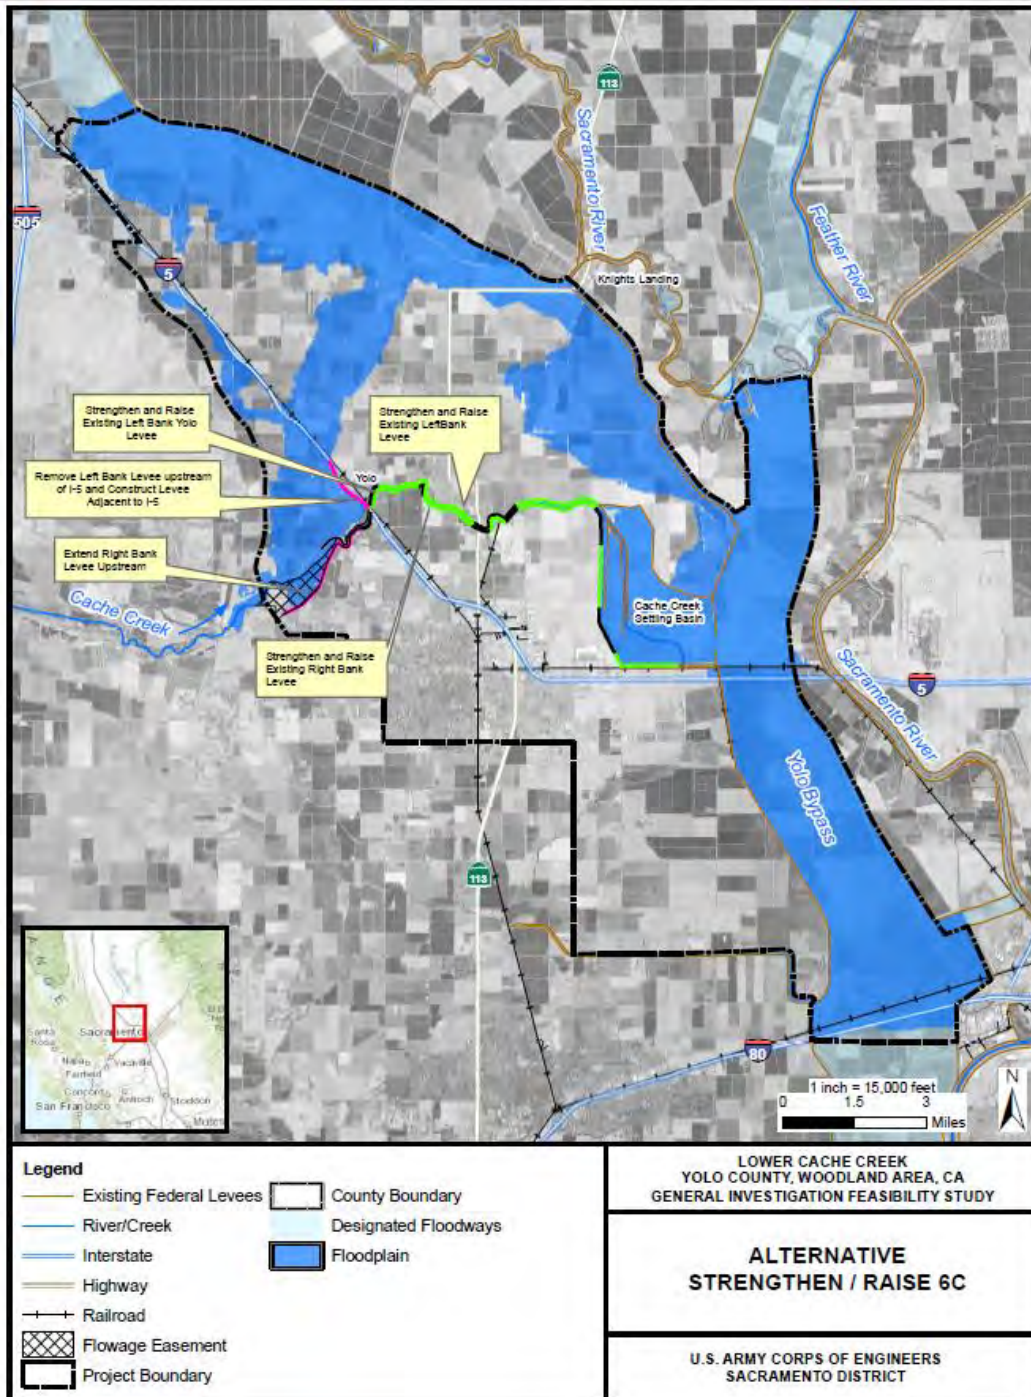 113
Sacramento River
Feather River
505
5
Knights Landing
Strengthen and Raise
Existing Left Bank Yolo
Levee
Strengthen and Raise
Existing LeftBank
Levee
Remove Left Bank Levee upstream
of I-5 and Construct Levee
Adjacent to I-5
Yolo
Extend Right Bank
Levee Upstream
Cache Creek
Cache Creek
Settling Basin
Strengthen and Raise
Existing Right Bank
Levee
5
Sacramento River
Yolo Bypass
113
80
Sacramento
Santa
Rosa
Napa
Vacaville
Fairfield
Concord
Antioch
Stockton
San Francisco
N
1 inch = 15,000 feet
0 1.5 3
Miles
Legend
Existing Federal Levees
River/Creek
Interstate
Highway
Railroad
Flowage Easement
Project Boundary
County Boundary
Designated Floodways
Floodplain
LOWER CACHE CREEK
YOLO COUNTY, WOODLAND AREA, CA
GENERAL INVESTIGATION FEASIBILITY STUDY
ALTERNATIVE
STRENGTHEN / RAISE 6C
U.S. ARMY CORPS OF ENGINEERS
SACRAMENTO DISTRICT